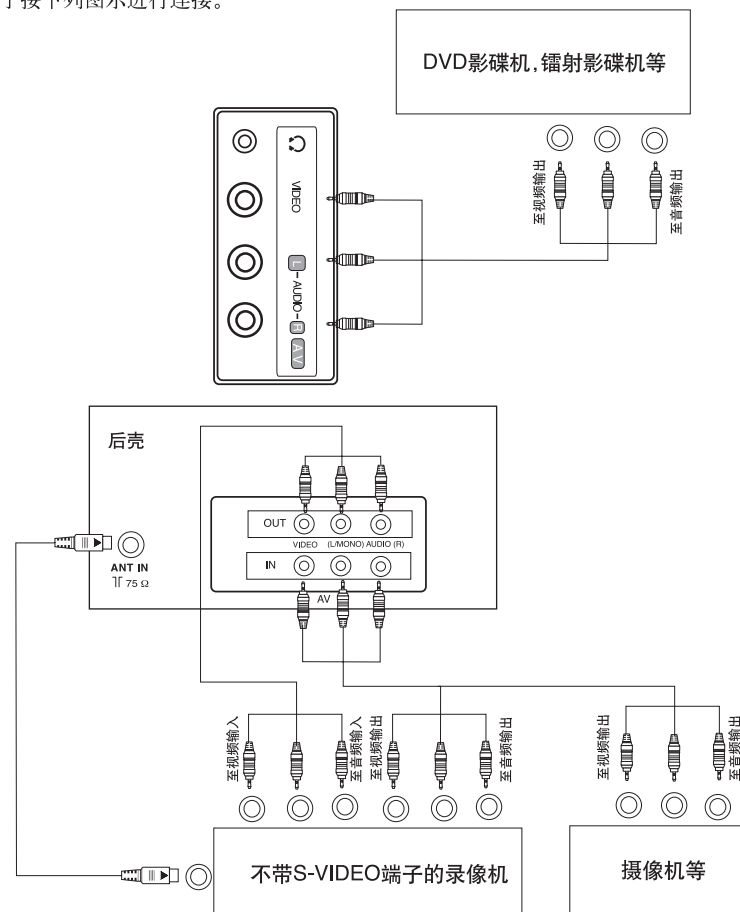 按下列图示进行连接。
DVD影碟机,镭射影碟机等
至视频输出
至音频输出
VIDEO
L-AUDIO-R
AV
后壳
OUT
VIDEO (L/MONO) AUDIO (R)
IN
AV
ANT IN
75 Ω
至视频输入
至音频输入
至视频输出
至音频输出
至视频输出
至音频输出
不带S-VIDEO端子的录像机
摄像机等